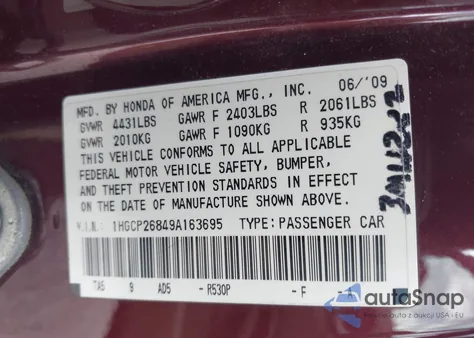 MFD. BY HONDA OF AMERICA MFG., INC. 06/'09
GVWR 4431LBS GAWR F 2403LBS R 2061LBS
GVWR 2010KG GAWR F 1090KG R 935KG
THIS VEHICLE CONFORMS TO ALL APPLICABLE
FEDERAL MOTOR VEHICLE SAFETY, BUMPER,
AND THEFT PREVENTION STANDARDS IN EFFECT
ON THE DATE OF MANUFACTURE SHOWN ABOVE.
V.I.N.: 1HGCP26849A163695 TYPE: PASSENGER CAR
TA5 9 AD5 - R530P - F -
autoSnap